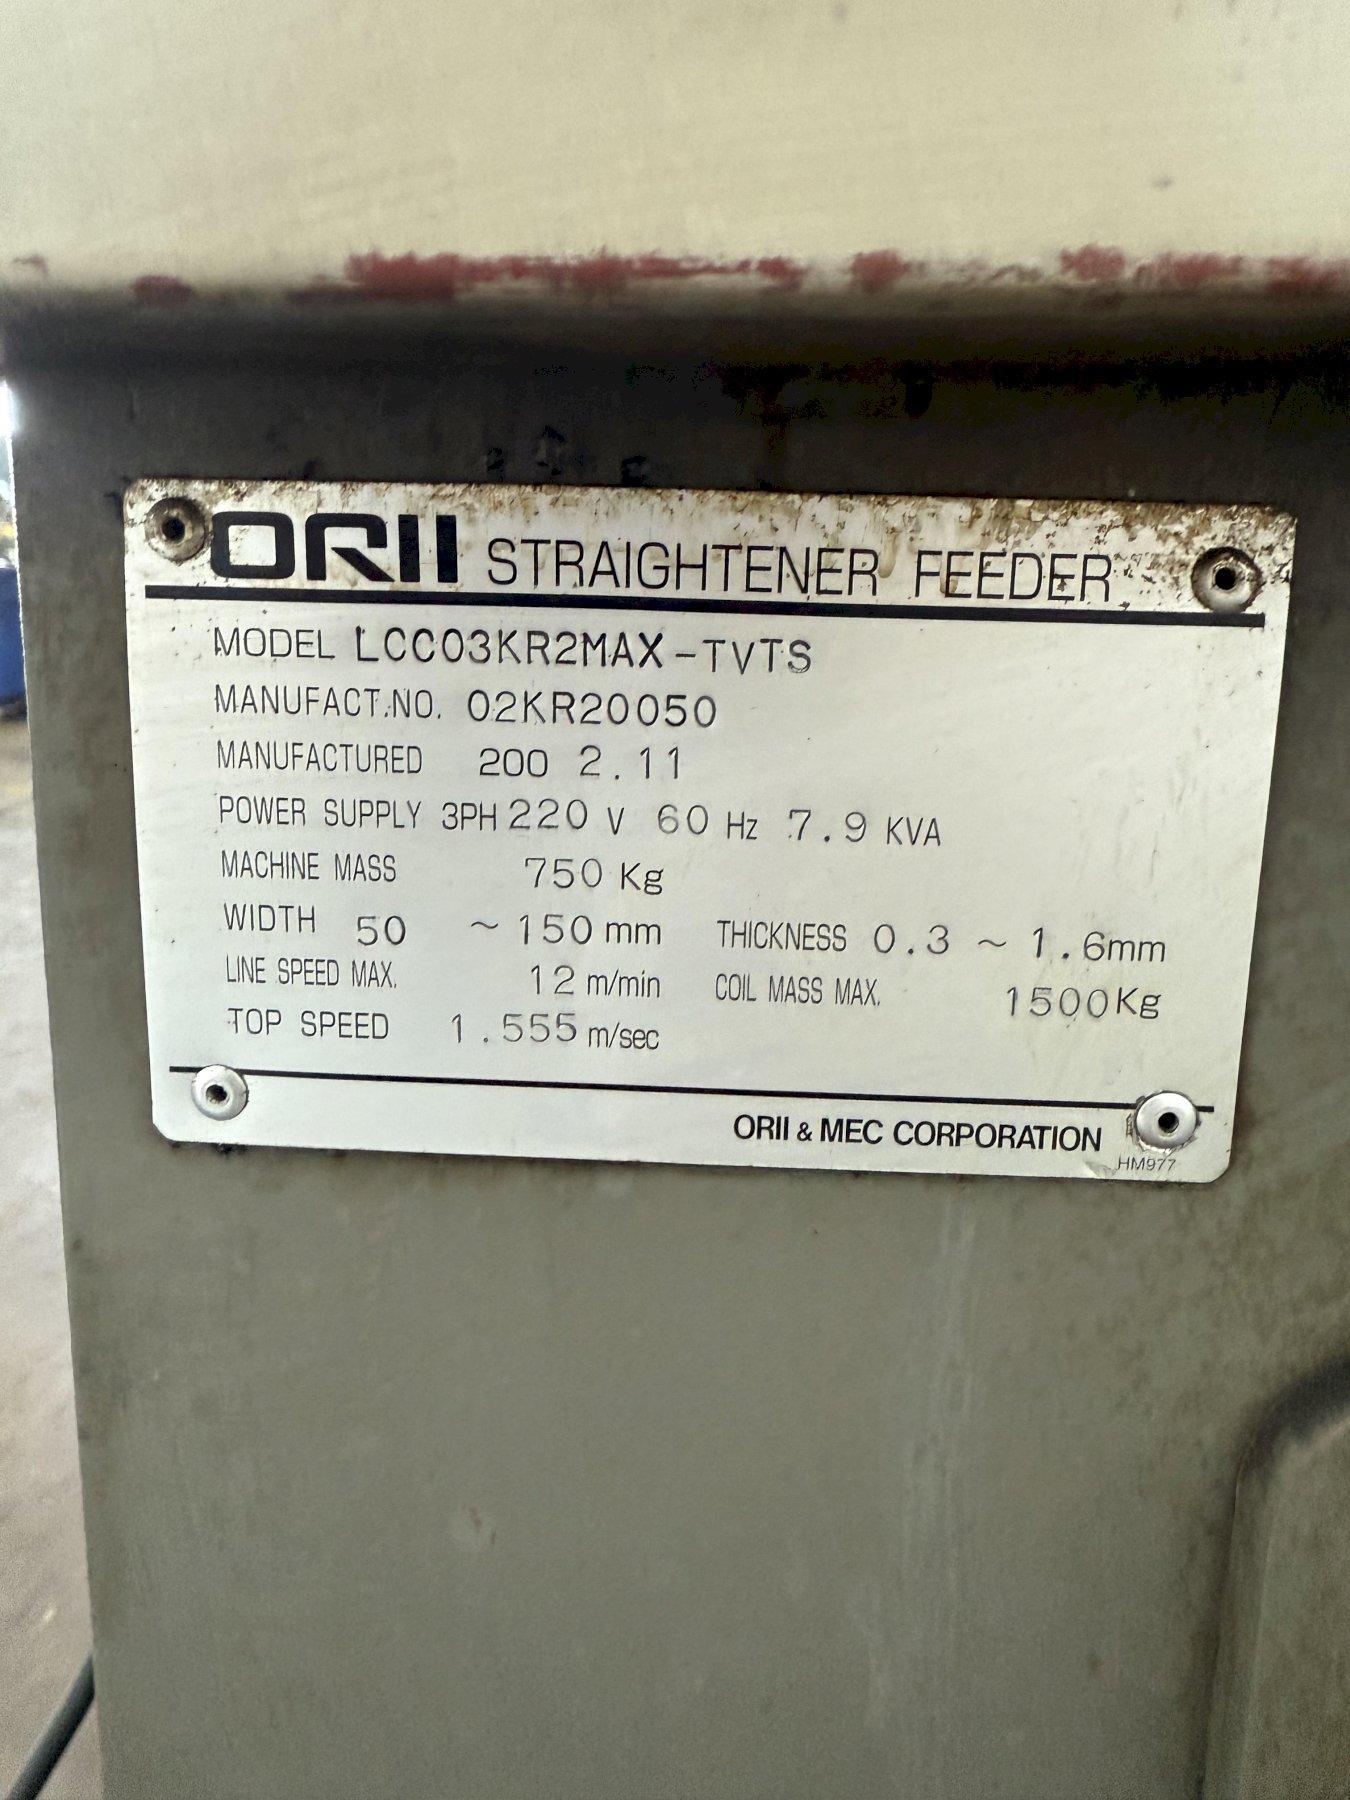 ORII STRAIGHTENER FEEDER
MODEL LCC03KR2MAX-TVTS
MANUFACT.NO. 02KR20050
MANUFACTURED 200 2.11
POWER SUPPLY 3PH 220 V 60 Hz 7.9 KVA
MACHINE MASS 750 Kg
WIDTH 50 ~ 150 mm THICKNESS 0.3 ~ 1.6mm
LINE SPEED MAX. 12 m/min COIL MASS MAX. 1500Kg
TOP SPEED 1.555 m/sec
ORII & MEC CORPORATION
HM977